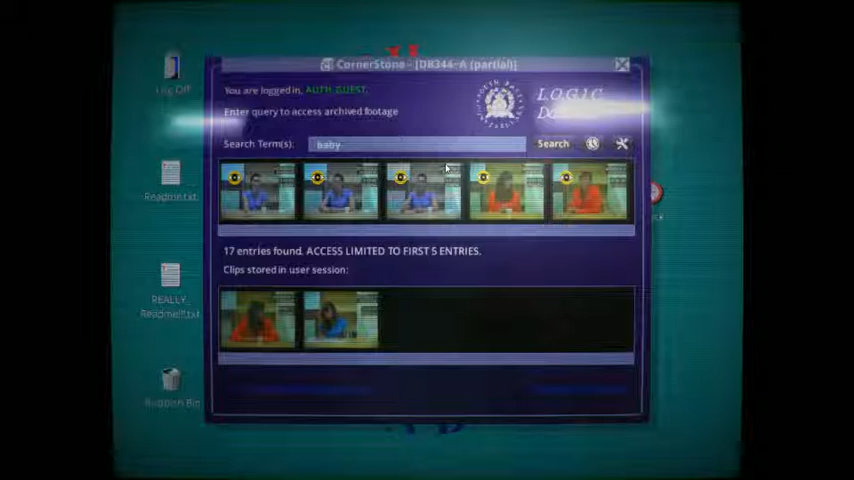 CornerStone - [DB344-A (partial)]
Log Off
You are logged in, AUTH_GUEST.
Enter query to access archived footage
L.O.G.I.C
Search Term(s): baby Search
Readme.txt
17 entries found. ACCESS LIMITED TO FIRST 5 ENTRIES.
Clips stored in user session:
REALLY_
Readme!!!.txt
Rubbish Bin